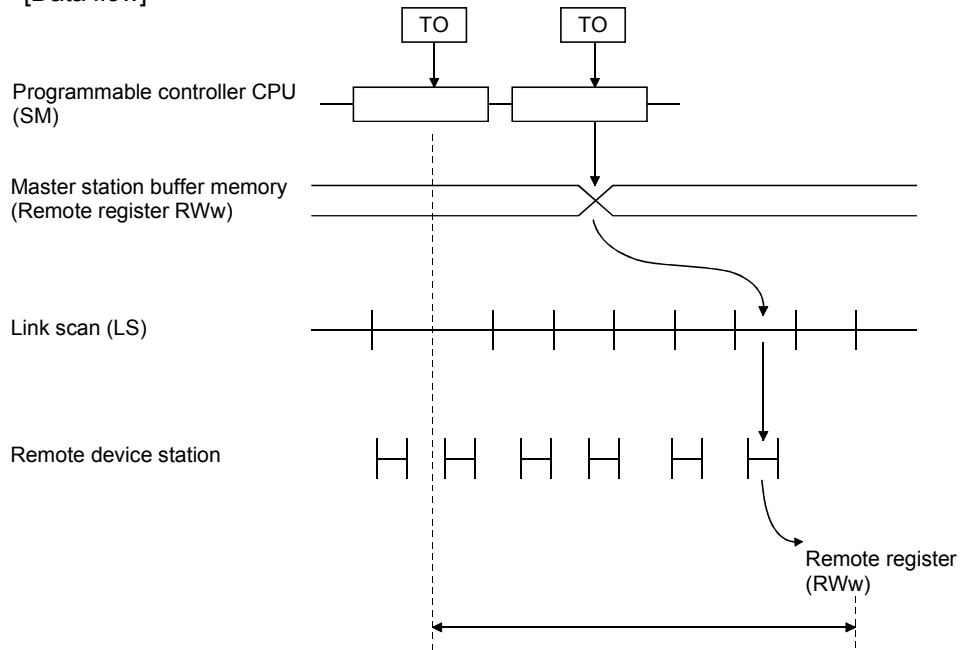 [Data flow]
TO TO
Programmable controller CPU
(SM)
Master station buffer memory
(Remote register RWw)
Link scan (LS)
Remote device station
Remote register
(RWw)